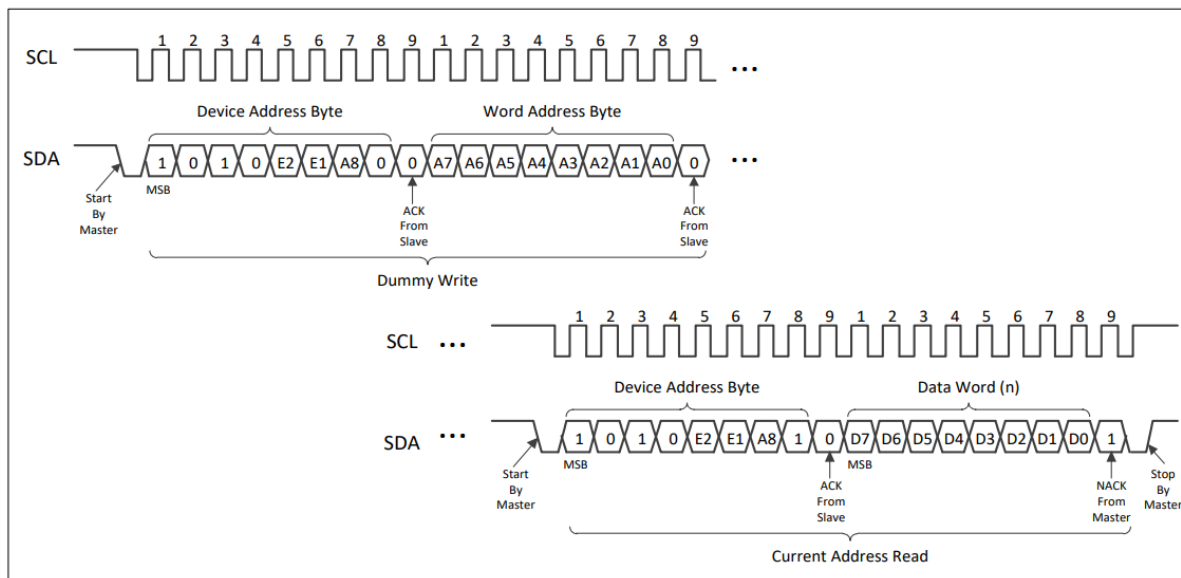 1 2 3 4 5 6 7 8 9 1 2 3 4 5 6 7 8 9
SCL
•••
Device Address Byte Word Address Byte
SDA
1 0 1 0 E2 E1 A8 0 0 A7 A6 A5 A4 A3 A2 A1 A0 0
•••
MSB
Start
By
Master
ACK
From
Slave
ACK
From
Slave
Dummy Write
1 2 3 4 5 6 7 8 9 1 2 3 4 5 6 7 8 9
SCL •••
Device Address Byte Data Word (n)
SDA •••
1 0 1 0 E2 E1 A8 1 0 D7 D6 D5 D4 D3 D2 D1 D0 1
MSB MSB
Start
By
Master
ACK
From
Slave
NACK
From
Master
Stop
By
Master
Current Address Read